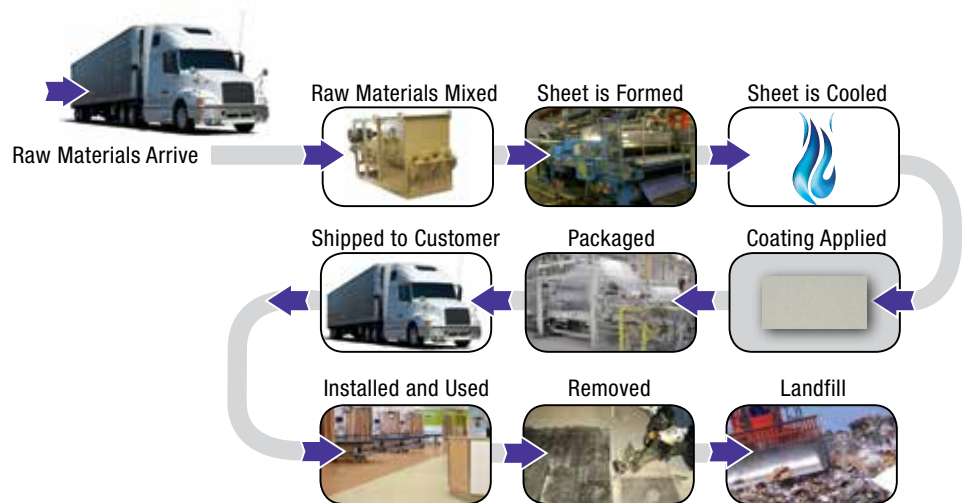 Raw Materials Arrive
Raw Materials Mixed
Sheet is Formed
Sheet is Cooled
Coating Applied
Packaged
Shipped to Customer
Installed and Used
Removed
Landfill